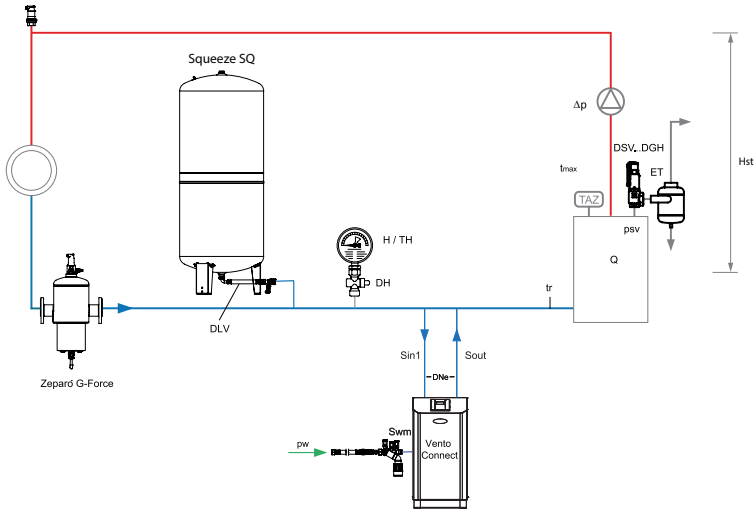 Squeeze SQ
Δp
DSV...DGH
Hst
tmax
ET
TAZ
psv
H / TH
Q
DH
tr
DLV
Sin1
Sout
DNe
Zeparo G-Force
Swm
pw
Vento
Connect